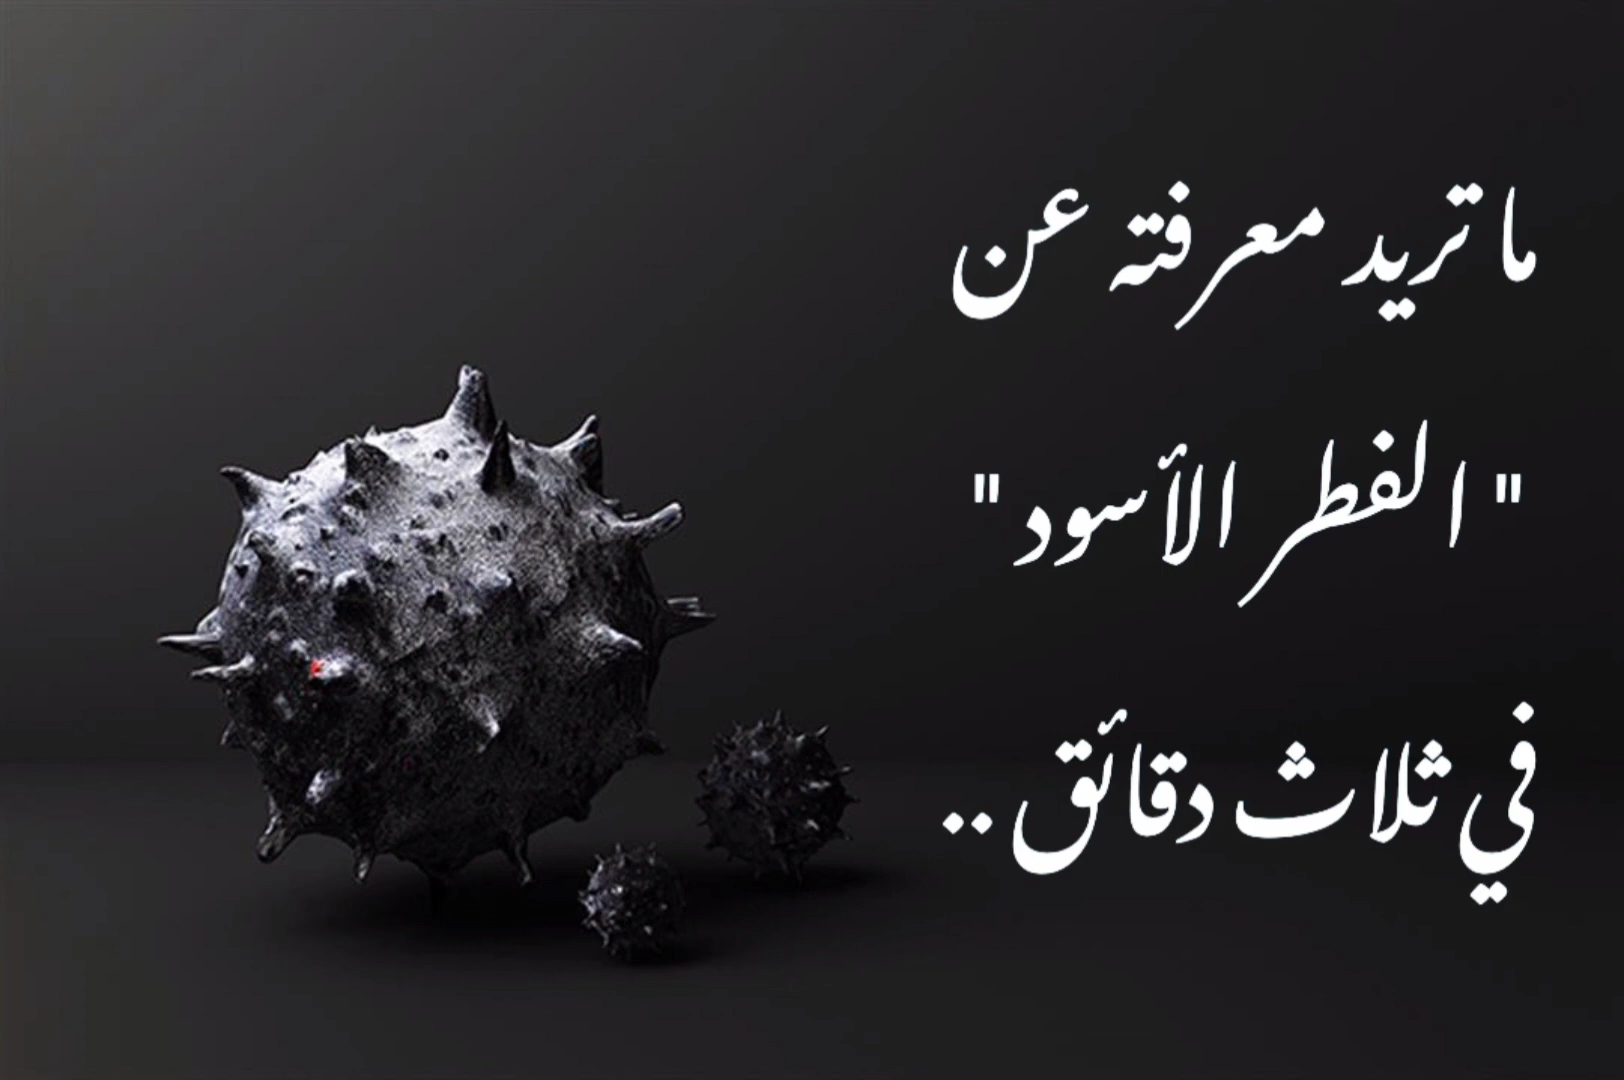 ما تريد معرفته عن
" الفطر الأسود "
في ثلاث دقائق ..